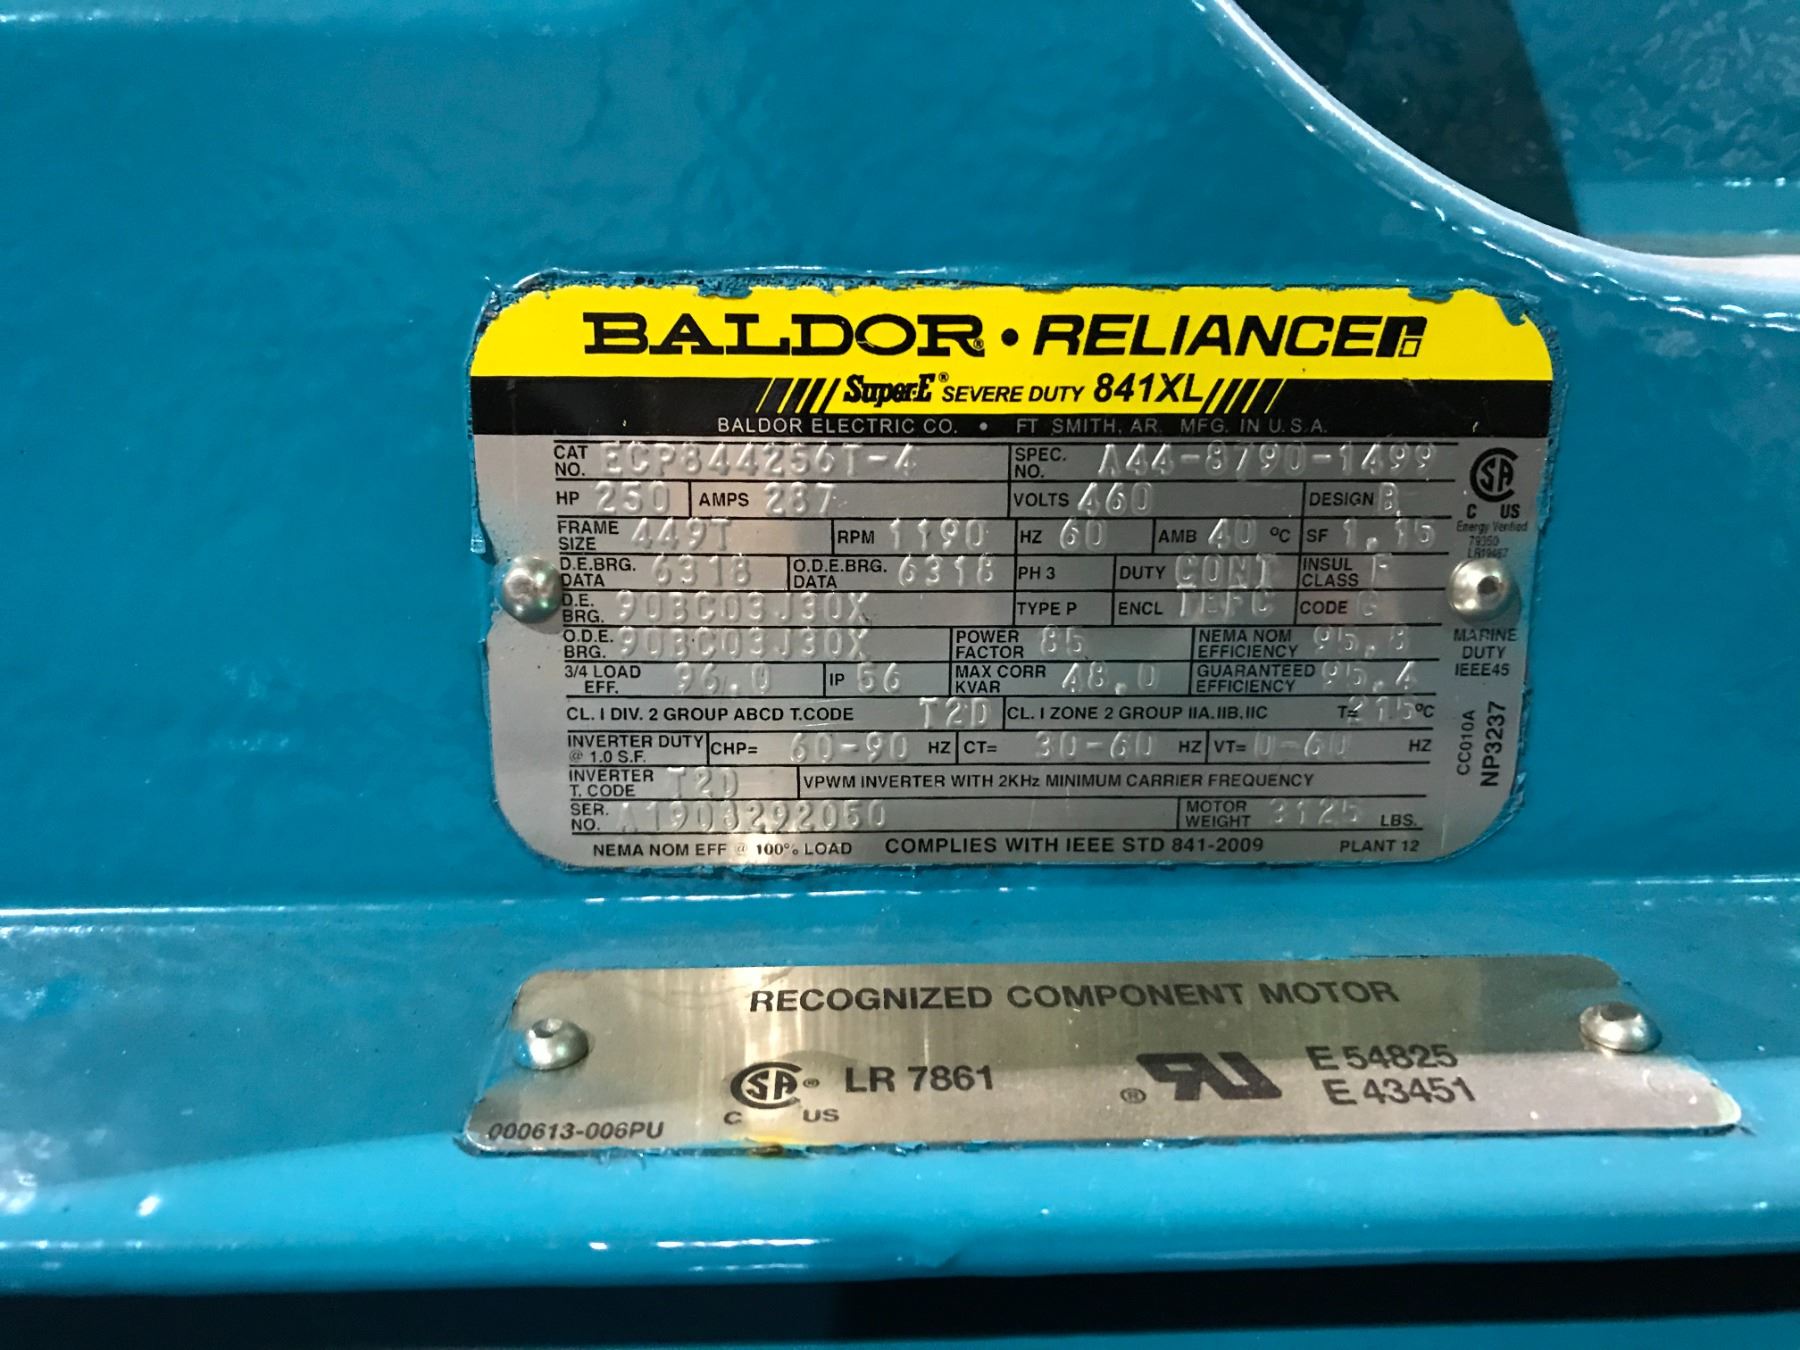 BALDOR® • RELIANCE
Super-E® SEVERE DUTY 841XL
BALDOR ELECTRIC CO. • FT SMITH, AR. MFG. IN U.S.A.
CAT NO. ECP844256T-4 SPEC. NO. A44-8790-1499
HP 250 AMPS 287 VOLTS 460 DESIGN B
FRAME SIZE 449T RPM 1190 HZ 60 AMB 40 °C SF 1.15
D.E.BRG. DATA 6318 O.D.E.BRG. DATA 6318 PH 3 DUTY CONT INSUL CLASS F
D.E. BRG. 90BC03J30X TYPE P ENCL TEFC CODE G
O.D.E. BRG. 90BC03J30X POWER FACTOR 85 NEMA NOM EFFICIENCY 95.8
3/4 LOAD EFF. 96.0 IP 56 MAX CORR KVAR 48.0 GUARANTEED EFFICIENCY 95.4
CL. I DIV. 2 GROUP ABCD T.CODE T2D CL. I ZONE 2 GROUP IIA,IIB,IIC T= 215 °C
INVERTER DUTY @ 1.0 S.F. CHP= 60-90 HZ CT= 30-60 HZ VT= 0-60 HZ
INVERTER T. CODE T2D VPWM INVERTER WITH 2KHz MINIMUM CARRIER FREQUENCY
SER. NO. A1908292050 MOTOR WEIGHT 3125 LBS.
NEMA NOM EFF @ 100% LOAD COMPLIES WITH IEEE STD 841-2009 PLANT 12
C US
Energy Verified
MARINE
DUTY
IEEE45
CC010A
NP3237
RECOGNIZED COMPONENT MOTOR
® LR 7861
C US
® E 54825
E 43451
000613-006PU